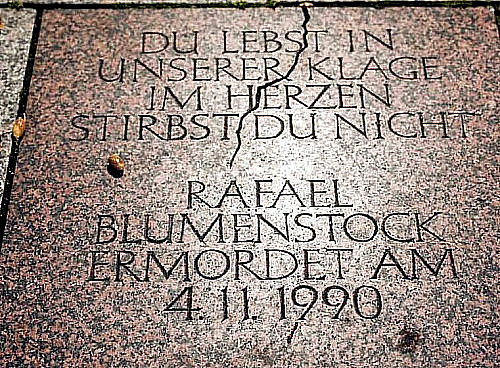 DU LEBST IN
UNSERER KLAGE
IM HERZEN
STIRBST DU NICHT
RAFAEL
BLUMENSTOCK
ERMORDET AM
4. 11. 1990